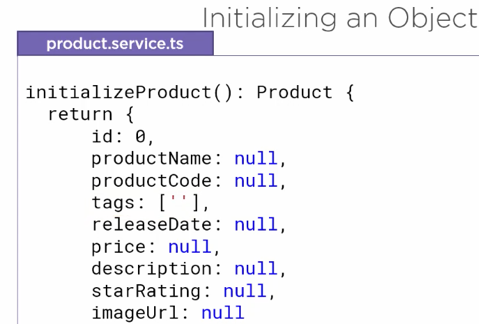 Initializing an Object
product.service.ts
initializeProduct(): Product {
return {
id: 0,
productName: null,
productCode: null,
tags: [''],
releaseDate: null,
price: null,
description: null,
starRating: null,
imageUrl: null